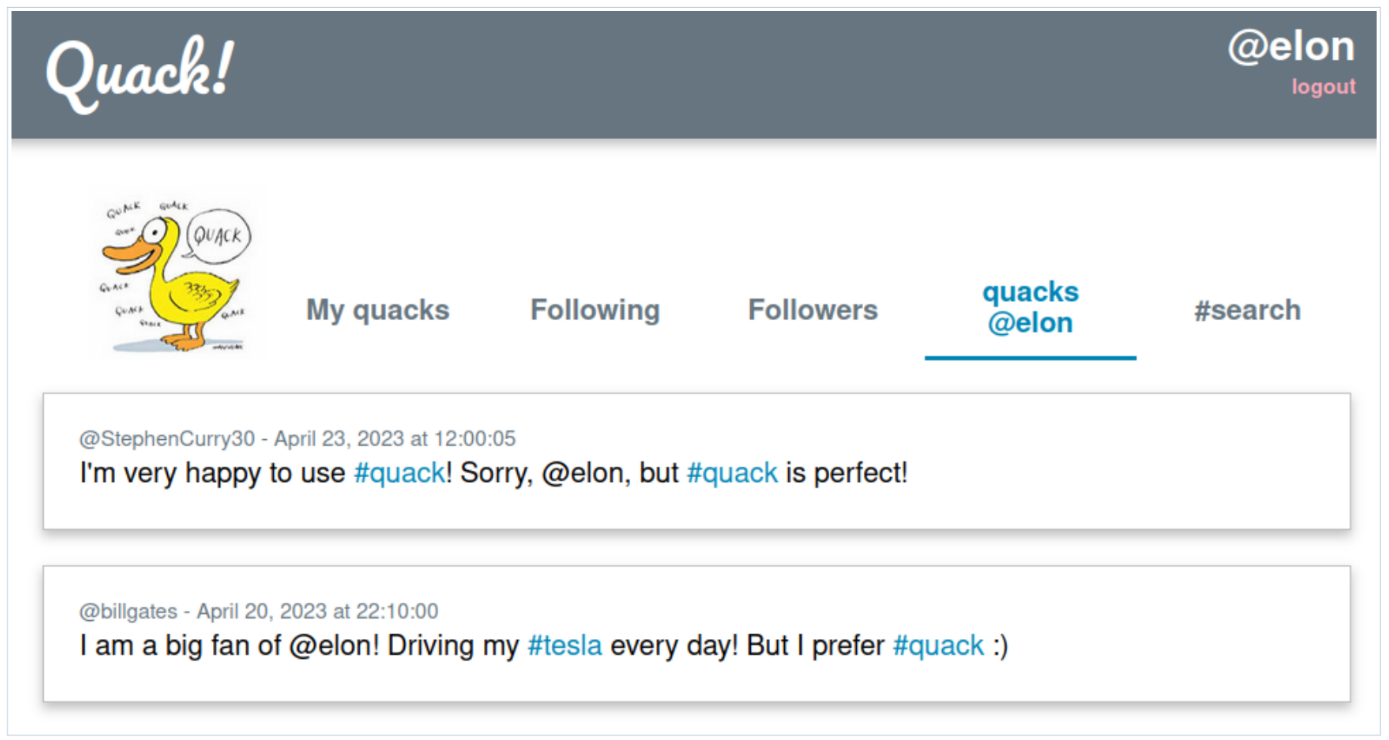 Quack!
@elon
logout
QUACK QUACK
QUACK
QUACK
QUACK
QUACK
QUACK
QUACK
My quacks
Following
Followers
quacks
@elon
#search
@StephenCurry30 - April 23, 2023 at 12:00:05
I'm very happy to use #quack! Sorry, @elon, but #quack is perfect!
@billgates - April 20, 2023 at 22:10:00
I am a big fan of @elon! Driving my #tesla every day! But I prefer #quack :)